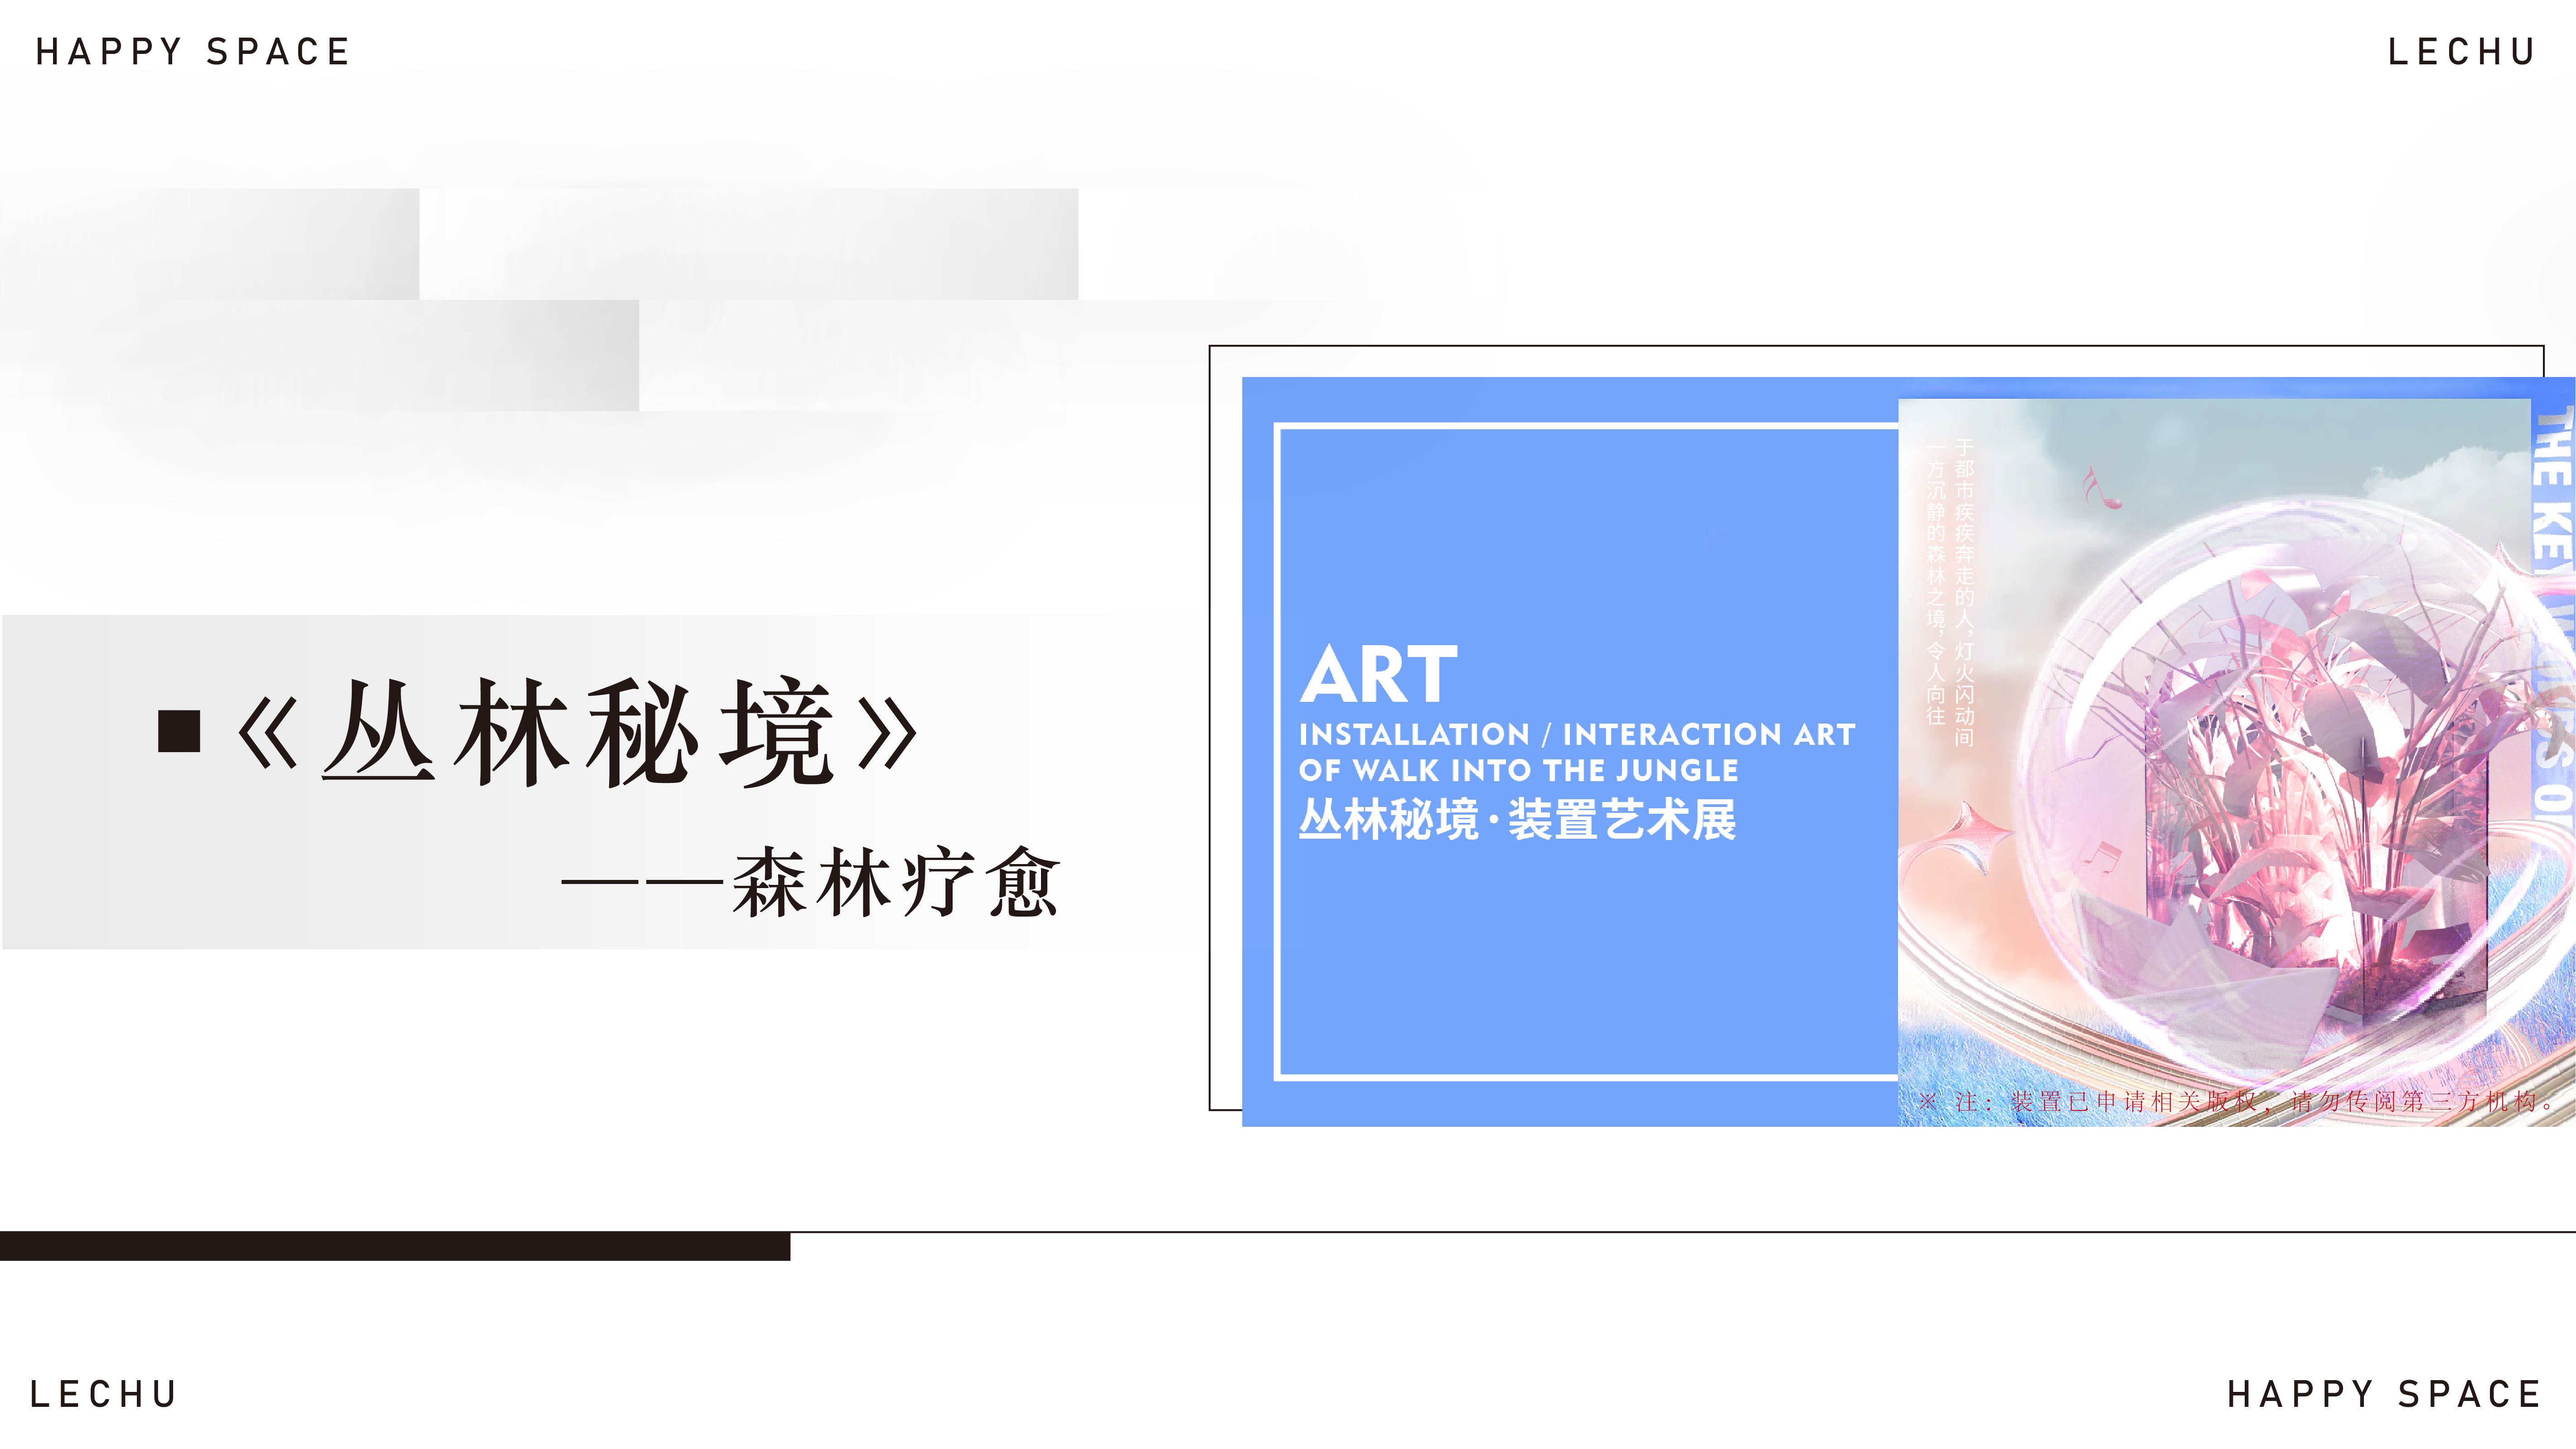 HAPPY SPACE
LECHU
■《丛林秘境》
——森林疗愈
ART
INSTALLATION / INTERACTION ART
OF WALK INTO THE JUNGLE
丛林秘境·装置艺术展
于都市疾疾奔走的人，灯火闪动间
一方沉静的森林之境，令人向往
THE KEY
※ 注：装置已申请相关版权，请勿传阅第三方机构。
LECHU
HAPPY SPACE